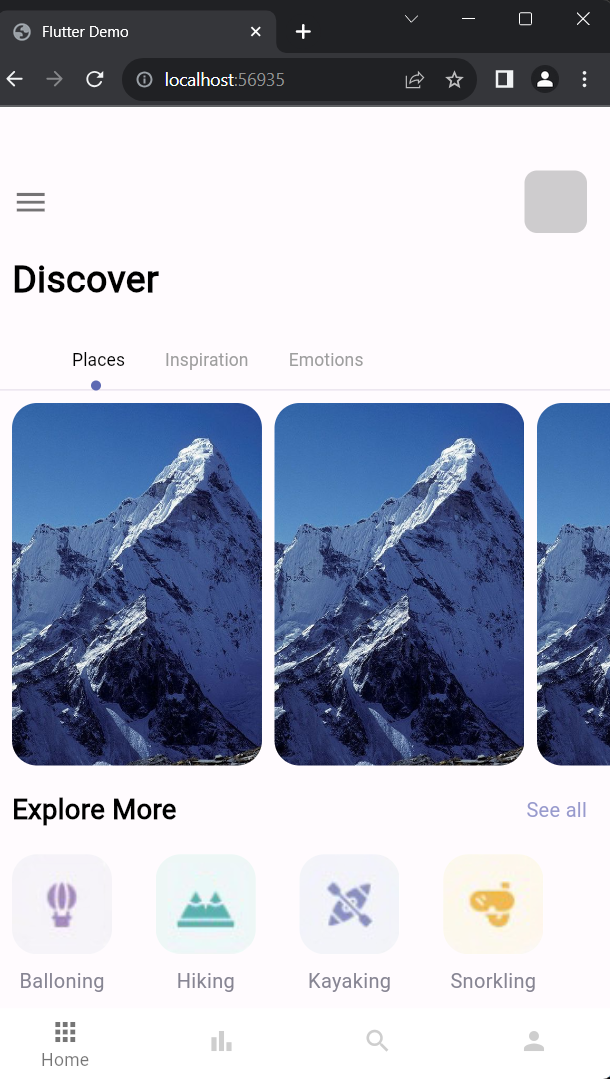 Flutter Demo
localhost:56935
Discover
Places Inspiration Emotions
Explore More See all
Balloning Hiking Kayaking Snorkling
Home